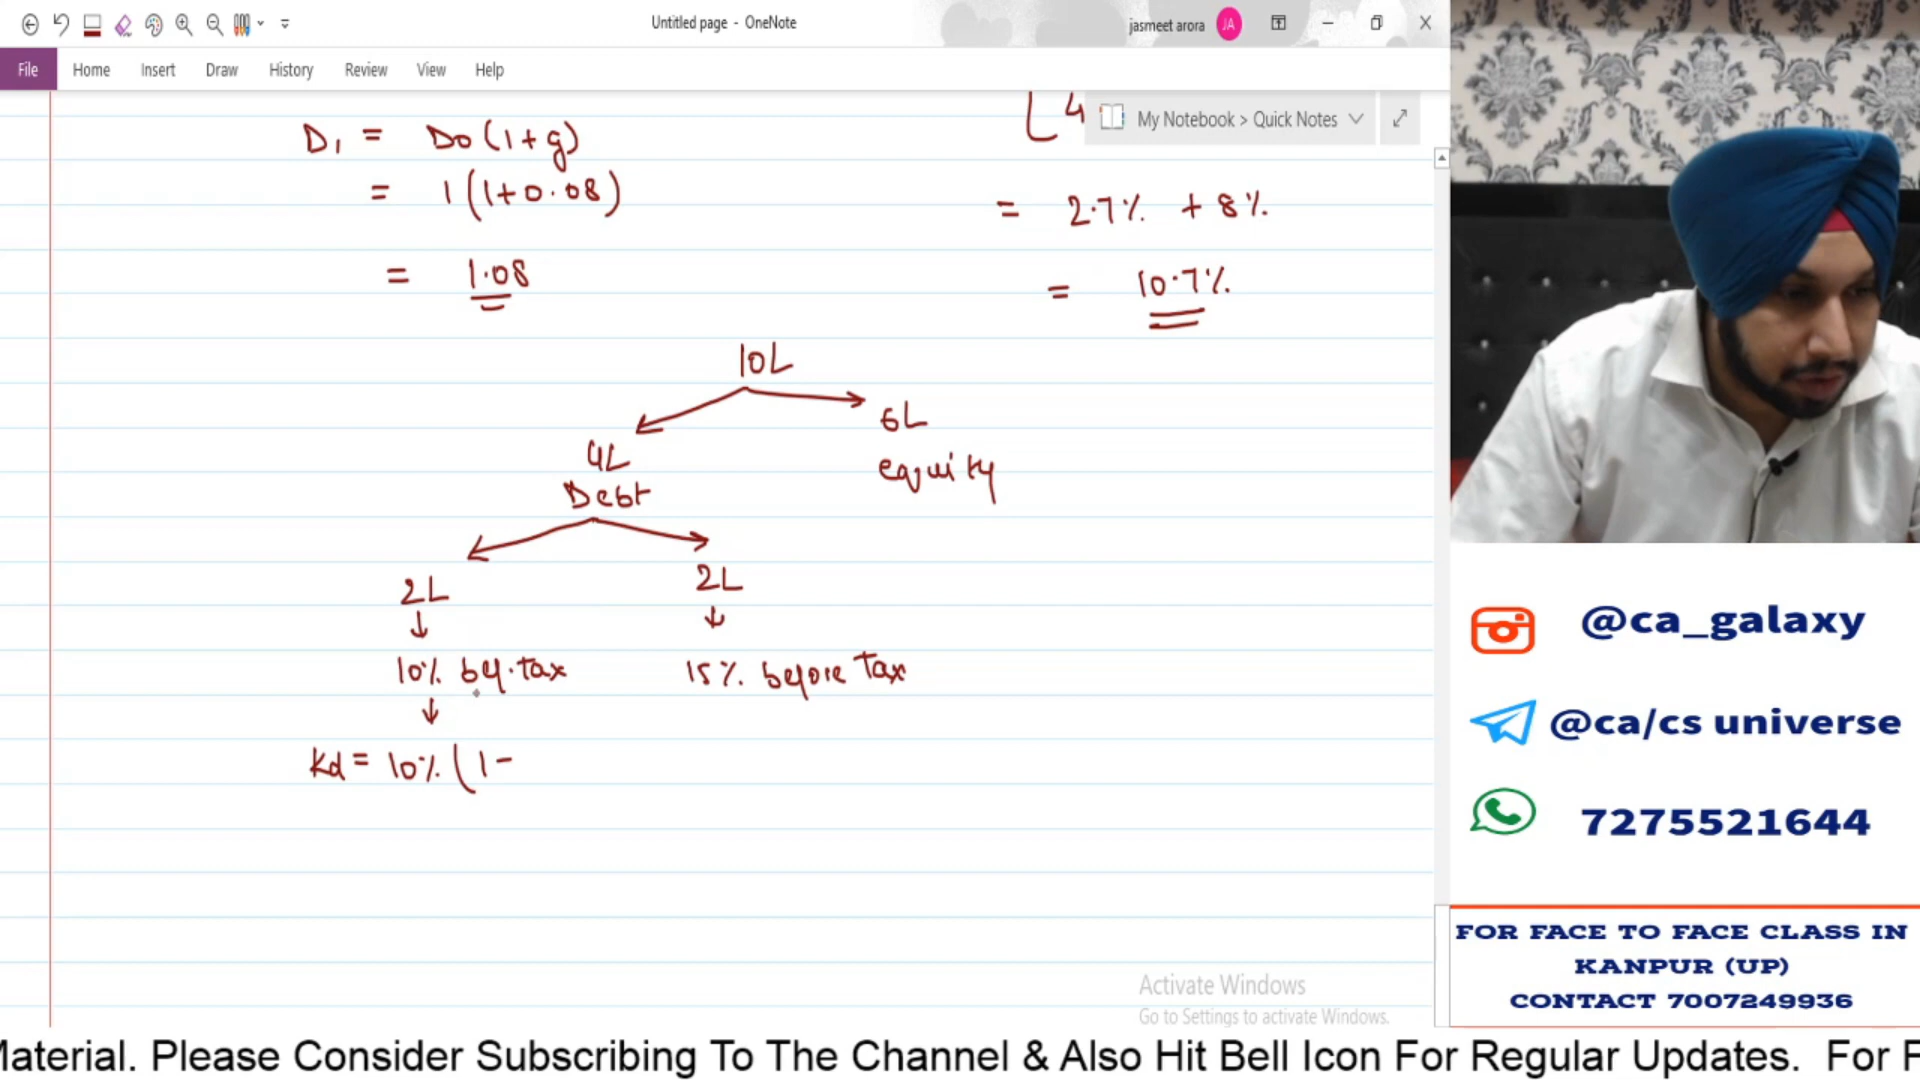 Untitled page - OneNote
jasmeet arora JA
File Home Insert Draw History Review View Help
My Notebook > Quick Notes
D₁ = Do(1+g)
= 1(1+0.08)
= 1.08
[4
= 2.7% + 8%
= 10.7%
10L
4L
Debt
6L
equity
2L
2L
10% bef.tax
15% before Tax
Kd = 10% (1-
@ca_galaxy
@ca/cs universe
7275521644
FOR FACE TO FACE CLASS IN
KANPUR (UP)
CONTACT 7007249936
Activate Windows
Go to Settings to activate Windows.
Material. Please Consider Subscribing To The Channel & Also Hit Bell Icon For Regular Updates. For F